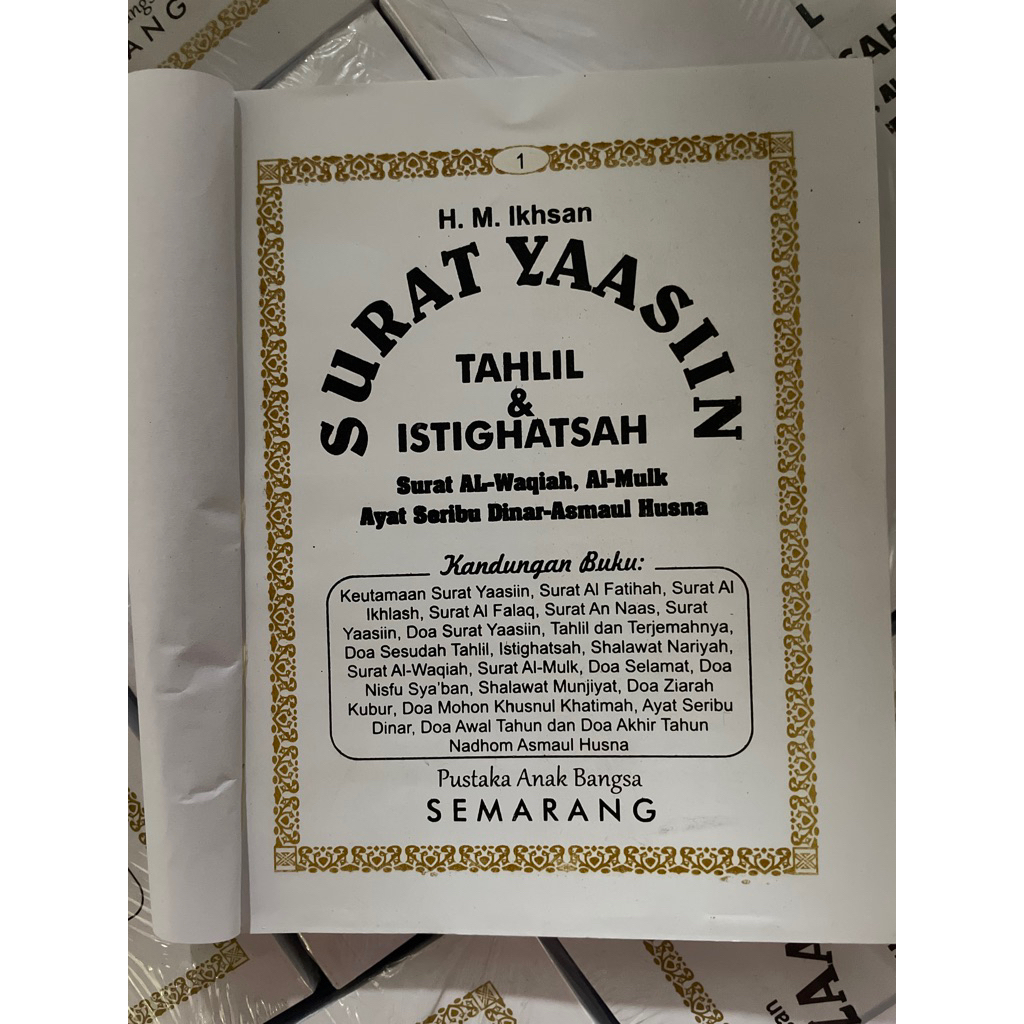 1
H. M. Ikhsan
SURAT YAASIIN
TAHLIL
&
ISTIGHATSAH
Surat AL-Waqiah, Al-Mulk
Ayat Seribu Dinar-Asmaul Husna
Kandungan Buku:
Keutamaan Surat Yaasiin, Surat Al Fatihah, Surat Al
Ikhlash, Surat Al Falaq, Surat An Naas, Surat
Yaasiin, Doa Surat Yaasiin, Tahlil dan Terjemahnya,
Doa Sesudah Tahlil, Istighatsah, Shalawat Nariyah,
Surat Al-Waqiah, Surat Al-Mulk, Doa Selamat, Doa
Nisfu Sya'ban, Shalawat Munjiyat, Doa Ziarah
Kubur, Doa Mohon Khusnul Khatimah, Ayat Seribu
Dinar, Doa Awal Tahun dan Doa Akhir Tahun
Nadhom Asmaul Husna
Pustaka Anak Bangsa
SEMARANG